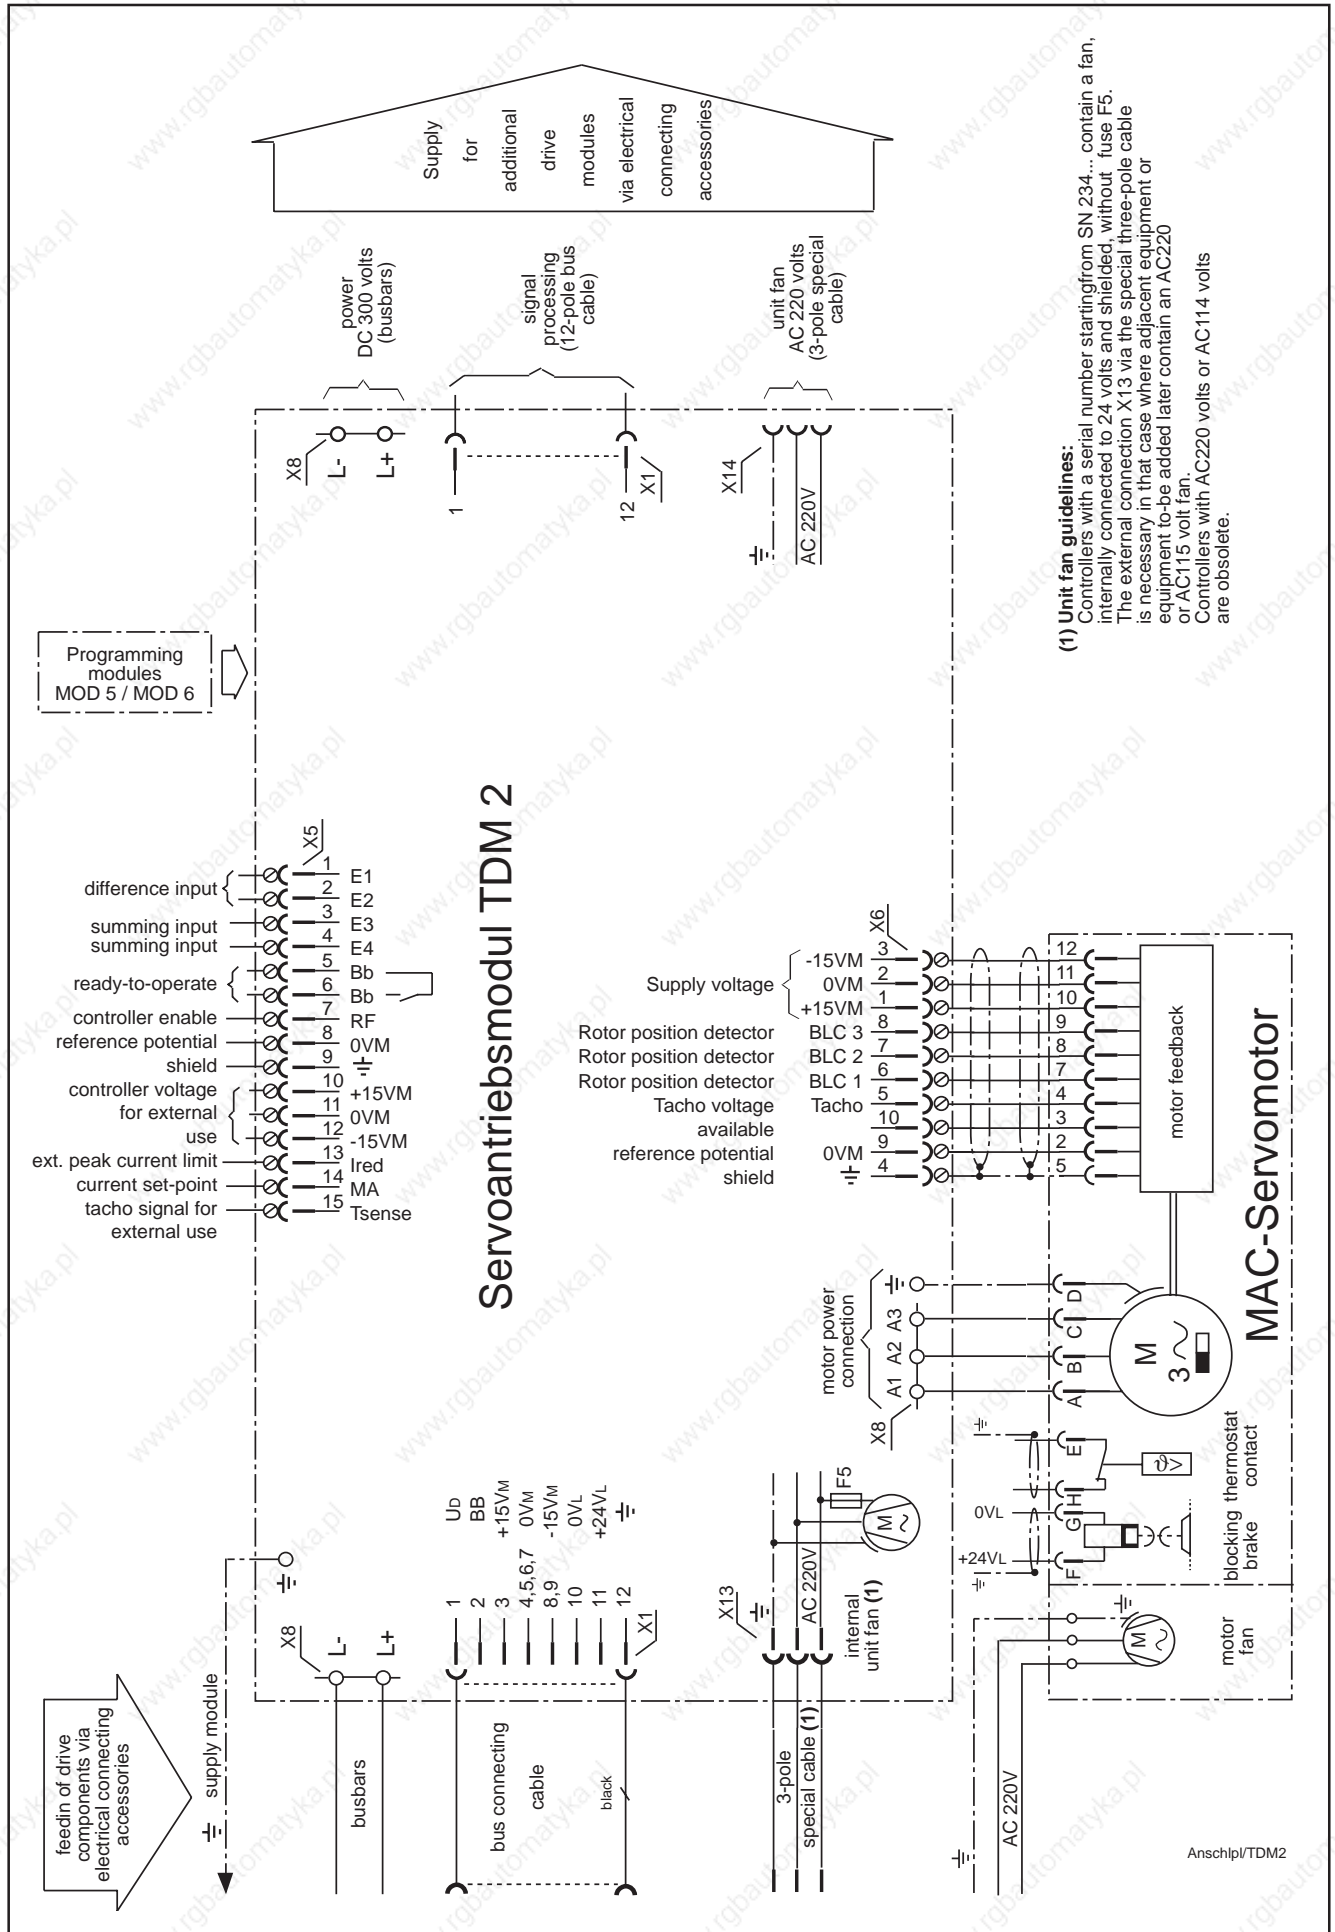 Supply
for
additional
drive
modules
via electrical
connecting
accessories
power
DC 300 volts
(busbars)
signal
processing
(12-pole bus
cable)
unit fan
AC 220 volts
(3-pole special
cable)
X8
L-
L+
1
12
X1
X14
AC 220V
(1) Unit fan guidelines:
Controllers with a serial number startingfrom SN 234... contain a fan,
internally connected to 24 volts and shielded, without fuse F5.
The external connection X13 via the special three-pole cable
is necessary in that case where adjacent equipment or
equipment to-be added later contain an AC220
or AC115 volt fan.
Controllers with AC220 volts or AC114 volts
are obsolete.
Programming
modules
MOD 5 / MOD 6
Servoantriebsmodul TDM 2
X5
difference input
1 E1
2 E2
summing input 3 E3
summing input 4 E4
ready-to-operate
5 Bb
6 Bb
controller enable 7 RF
reference potential 8 0VM
shield 9
controller voltage 10 +15VM
for external 11 0VM
use 12 -15VM
ext. peak current limit 13 Ired
current set-point 14 MA
tacho signal for 15 Tsense
external use
X6
Supply voltage
-15VM 3 12
0VM 2 11
+15VM 1 10
Rotor position detector BLC 3 8 9
Rotor position detector BLC 2 7 8
Rotor position detector BLC 1 6 7
Tacho voltage Tacho 5 4
available 10 3
reference potential 0VM 9 2
shield 4 5
motor feedback
MAC-Servomotor
motor power
connection
X8
A1
A2
A3
A
B
C
D
M
3
E
H
G
F
ϑ>
0VL
+24VL
thermostat
contact
blocking
brake
motor
fan
M
AC 220V
feedin of drive
components via
electrical connecting
accessories
supply module
X8
L-
L+
busbars
1 UD
2 BB
3 +15VM
4,5,6,7 0VM
8,9 -15VM
10 0VL
11 +24VL
12
X1
bus connecting
cable
black
X13
AC 220V
F5
M
internal
unit fan (1)
3-pole
special cable (1)
Anschlpl/TDM2
www.rgbautomatyka.pl